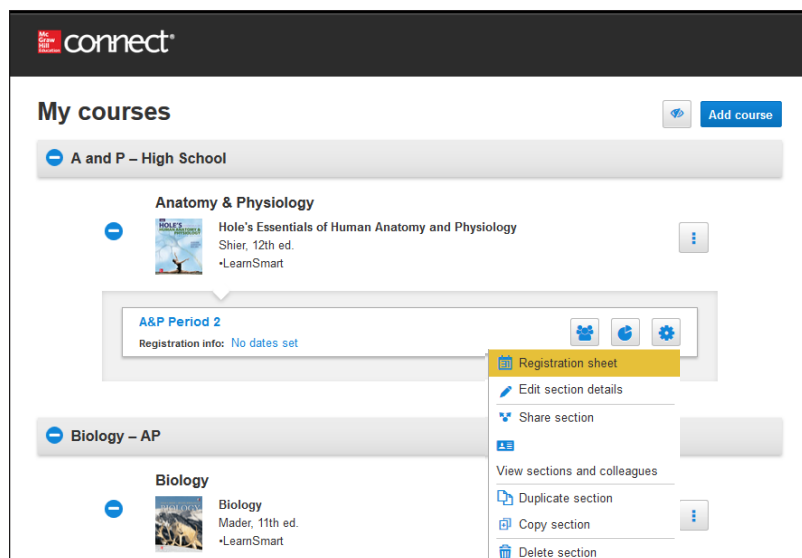 Mc Graw Hill Education connect®
My courses
Add course
A and P – High School
Anatomy & Physiology
HOLE'S
Hole's Essentials of Human Anatomy and Physiology
Shier, 12th ed.
•LearnSmart
A&P Period 2
Registration info: No dates set
Registration sheet
Edit section details
Share section
View sections and colleagues
Duplicate section
Copy section
Delete section
Biology – AP
Biology
BIOLOGY
Biology
Mader, 11th ed.
•LearnSmart